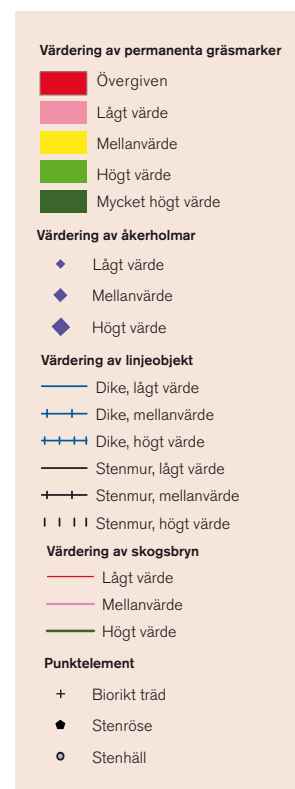 Värdering av permanenta gräsmarker
Övergiven
Lågt värde
Mellanvärde
Högt värde
Mycket högt värde
Värdering av åkerholmar
Lågt värde
Mellanvärde
Högt värde
Värdering av linjeobjekt
Dike, lågt värde
Dike, mellanvärde
Dike, högt värde
Stenmur, lågt värde
Stenmur, mellanvärde
Stenmur, högt värde
Värdering av skogsbryn
Lågt värde
Mellanvärde
Högt värde
Punktelement
Biorikt träd
Stenröse
Stenhäll